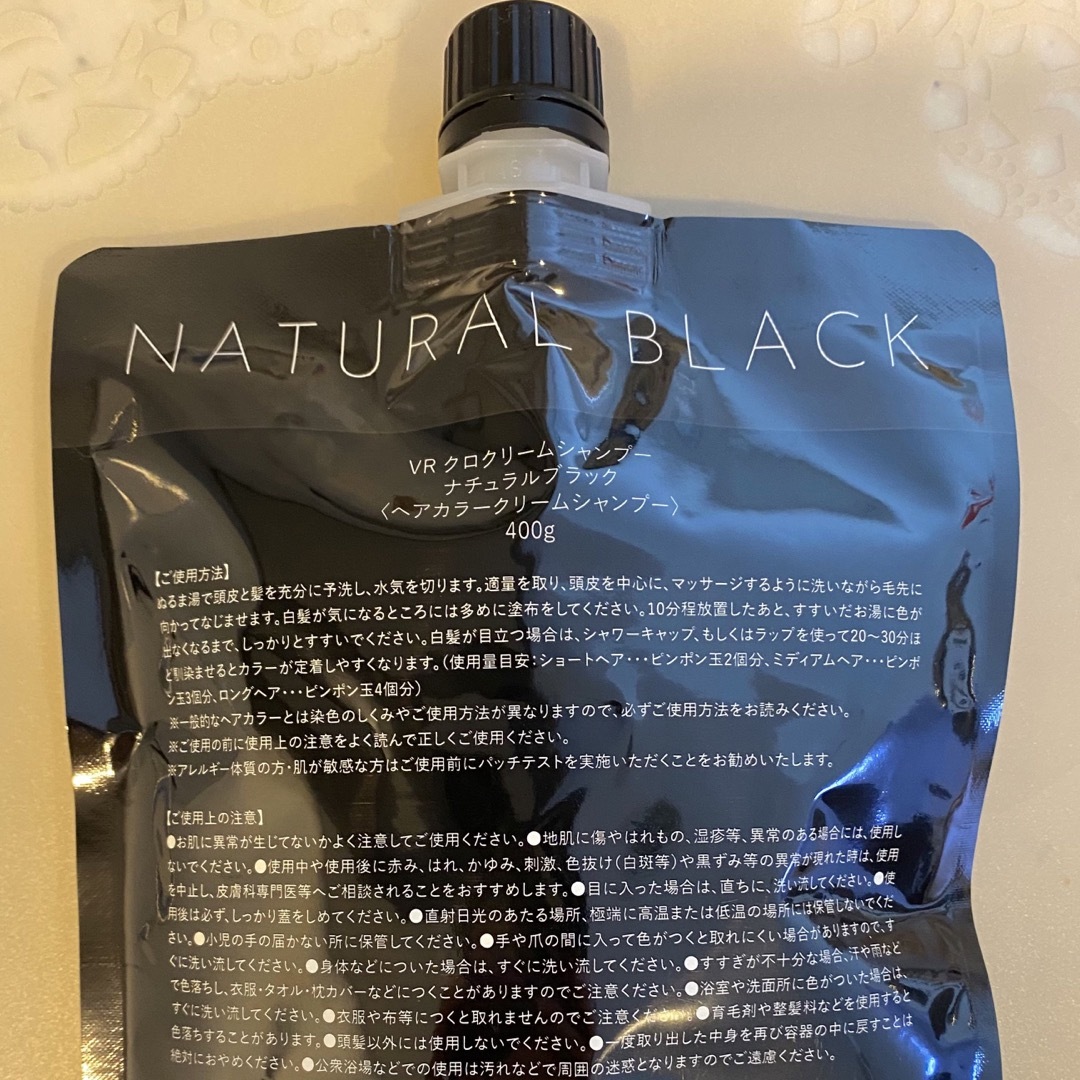 NATURAL BLACK
VR クロクリームシャンプー
ナチュラルブラック
〈ヘアカラークリームシャンプー〉
400g
【ご使用方法】
ぬるま湯で頭皮と髪を充分に予洗し、水気を切ります。適量を取り、頭皮を中心に、マッサージするように洗いながら毛先に
向かってなじませます。白髪が気になるところには多めに塗布をしてください。10分程放置したあと、すすいだお湯に色が
出なくなるまで、しっかりとすすいでください。白髪が目立つ場合は、シャワーキャップ、もしくはラップを使って20〜30分ほ
ど馴染ませるとカラーが定着しやすくなります。（使用量目安：ショートヘア・・・ピンポン玉2個分、ミディアムヘア・・・ピンポ
ン玉3個分、ロングヘア・・・ピンポン玉4個分）
※一般的なヘアカラーとは染色のしくみやご使用方法が異なりますので、必ずご使用方法をお読みください。
※ご使用の前に使用上の注意をよく読んで正しくご使用ください。
※アレルギー体質の方・肌が敏感な方はご使用前にパッチテストを実施いただくことをお勧めいたします。
【ご使用上の注意】
●お肌に異常が生じてないかよく注意してご使用ください。●地肌に傷やはれもの、湿疹等、異常のある場合には、使用し
ないでください。●使用中や使用後に赤み、はれ、かゆみ、刺激、色抜け（白斑等）や黒ずみ等の異常が現れた時は、使用
を中止し、皮膚科専門医等へご相談されることをおすすめします。●目に入った場合は、直ちに、洗い流してください。●使
用後は必ず、しっかり蓋をしめてください。●直射日光のあたる場所、極端に高温または低温の場所には保管しないでくだ
さい。●小児の手の届かない所に保管してください。●手や爪の間に入って色がつくと取れにくい場合がありますので、す
ぐに洗い流してください。●身体などについた場合は、すぐに洗い流してください。●すすぎが不十分な場合、汗や雨など
で色落ちし、衣服・タオル・枕カバーなどにつくことがありますのでご注意ください。●浴室や洗面所に色がついた場合は、
すぐに洗い流してください。●衣服や布等につくと取れませんのでご注意ください。●育毛剤や整髪料などを使用すると
色落ちすることがあります。●頭髪以外には使用しないでください。●一度取り出した中身を再び容器の中に戻すことは
絶対におやめください。●公衆浴場などでの使用は汚れなどで周囲の迷惑となりますのでご遠慮ください。